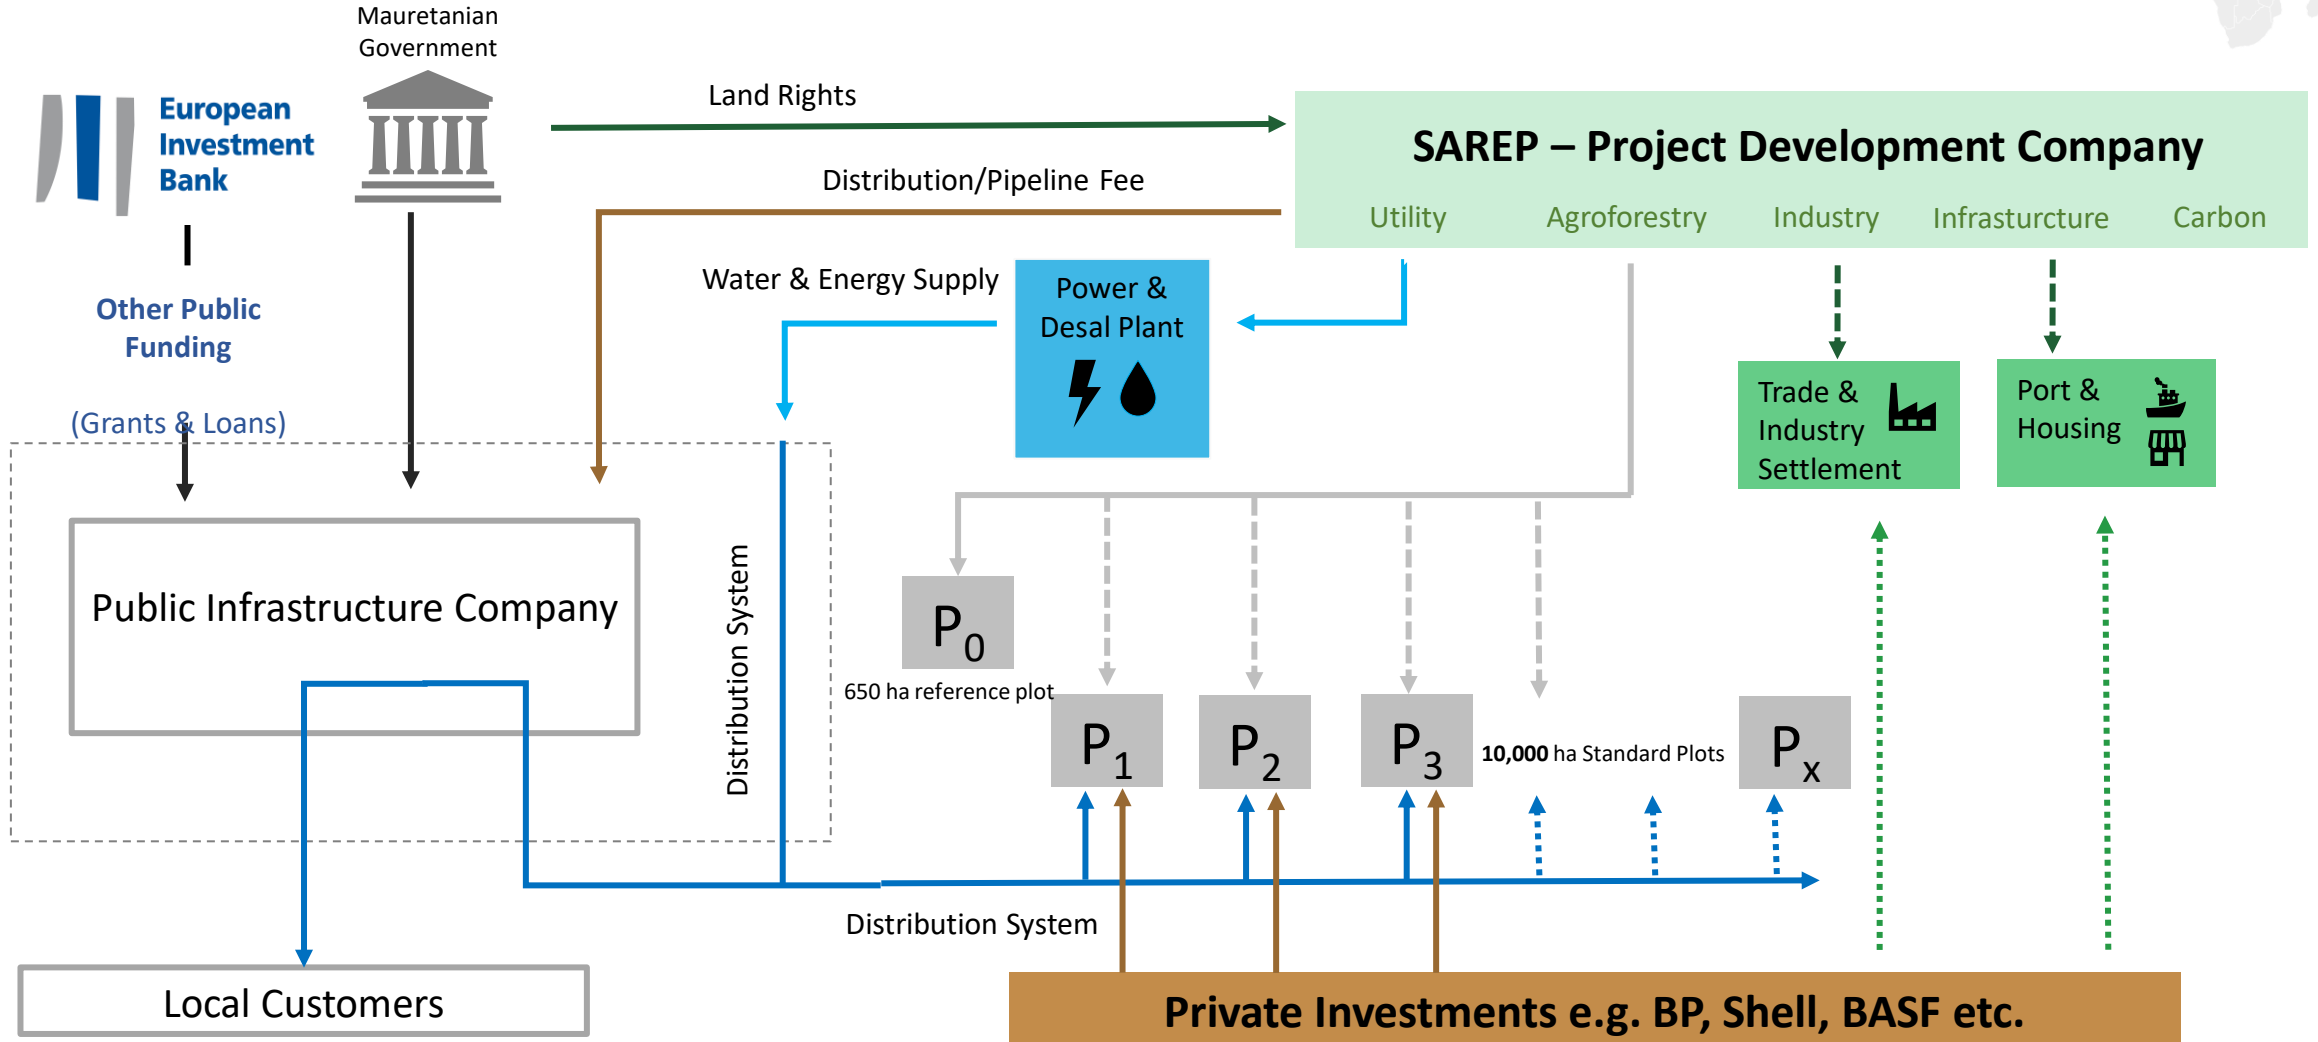 Mauretanian
Government
European
Investment
Bank
Land Rights
SAREP – Project Development Company
Distribution/Pipeline Fee
Utility
Agroforestry
Industry
Infrasturcture
Carbon
Other Public
Funding
(Grants & Loans)
Water & Energy Supply
Power &
Desal Plant
Trade &
Industry
Settlement
Port &
Housing
Public Infrastructure Company
Distribution System
P0
650 ha reference plot
P1
P2
P3
10,000 ha Standard Plots
Px
Distribution System
Local Customers
Private Investments e.g. BP, Shell, BASF etc.